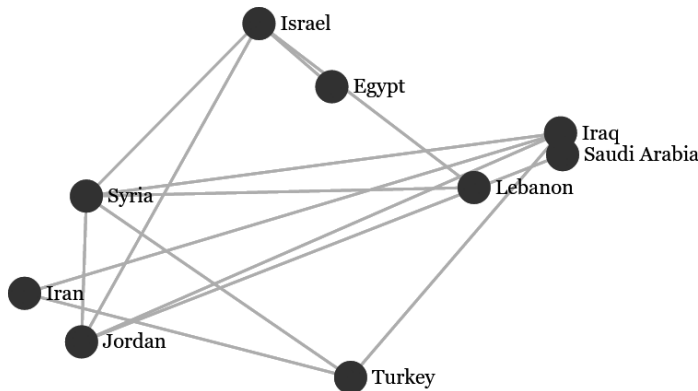 Israel
Egypt
Iraq
Saudi Arabia
Lebanon
Syria
Iran
Jordan
Turkey